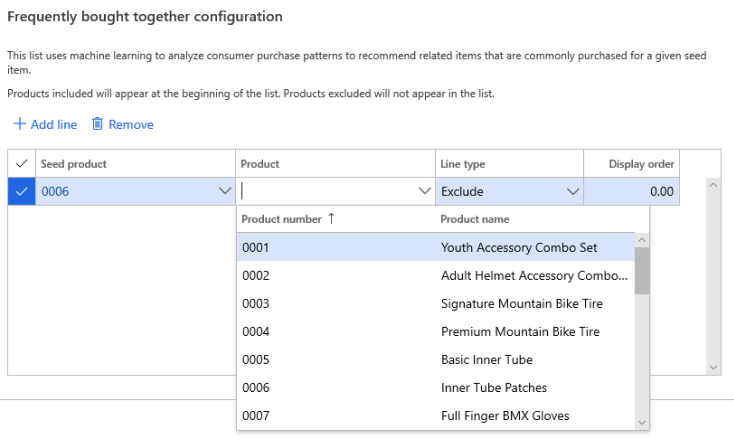 Frequently bought together configuration
This list uses machine learning to analyze consumer purchase patterns to recommend related items that are commonly purchased for a given seed
item.
Products included will appear at the beginning of the list. Products excluded will not appear in the list.
Add line Remove
Seed product Product Line type Display order
0006 Exclude 0.00
Product number ↑ Product name
0001 Youth Accessory Combo Set
0002 Adult Helmet Accessory Combo...
0003 Signature Mountain Bike Tire
0004 Premium Mountain Bike Tire
0005 Basic Inner Tube
0006 Inner Tube Patches
0007 Full Finger BMX Gloves